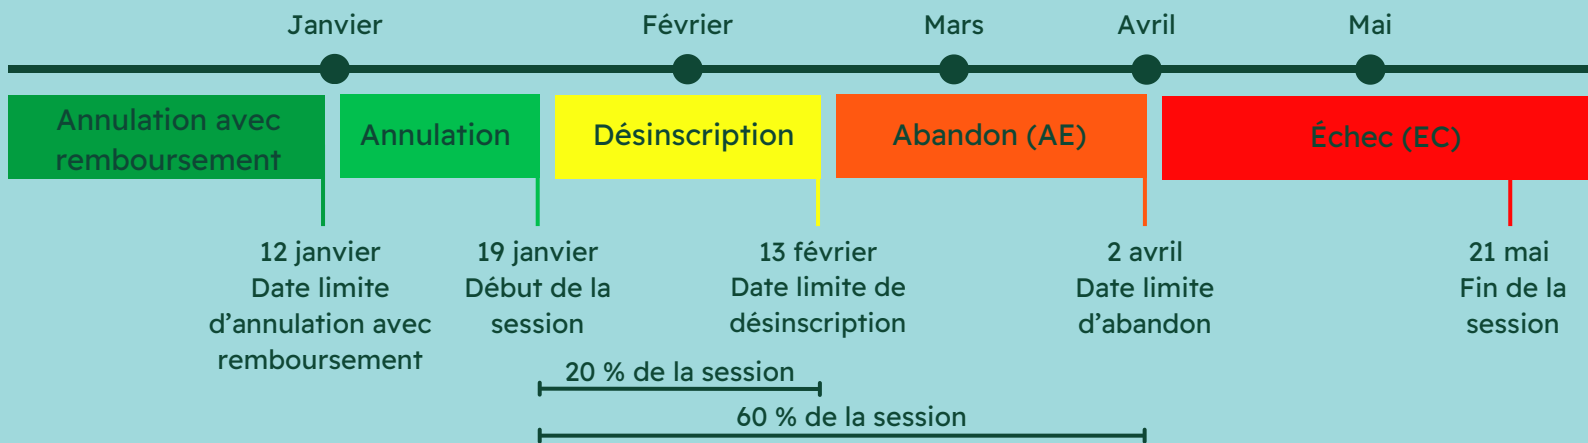 Janvier
Février
Mars
Avril
Mai
Annulation avec
remboursement
Annulation
Désinscription
Abandon (AE)
Échec (EC)
12 janvier
Date limite
d'annulation avec
remboursement
19 janvier
Début de la
session
13 février
Date limite de
désinscription
2 avril
Date limite
d'abandon
21 mai
Fin de la
session
20 % de la session
60 % de la session